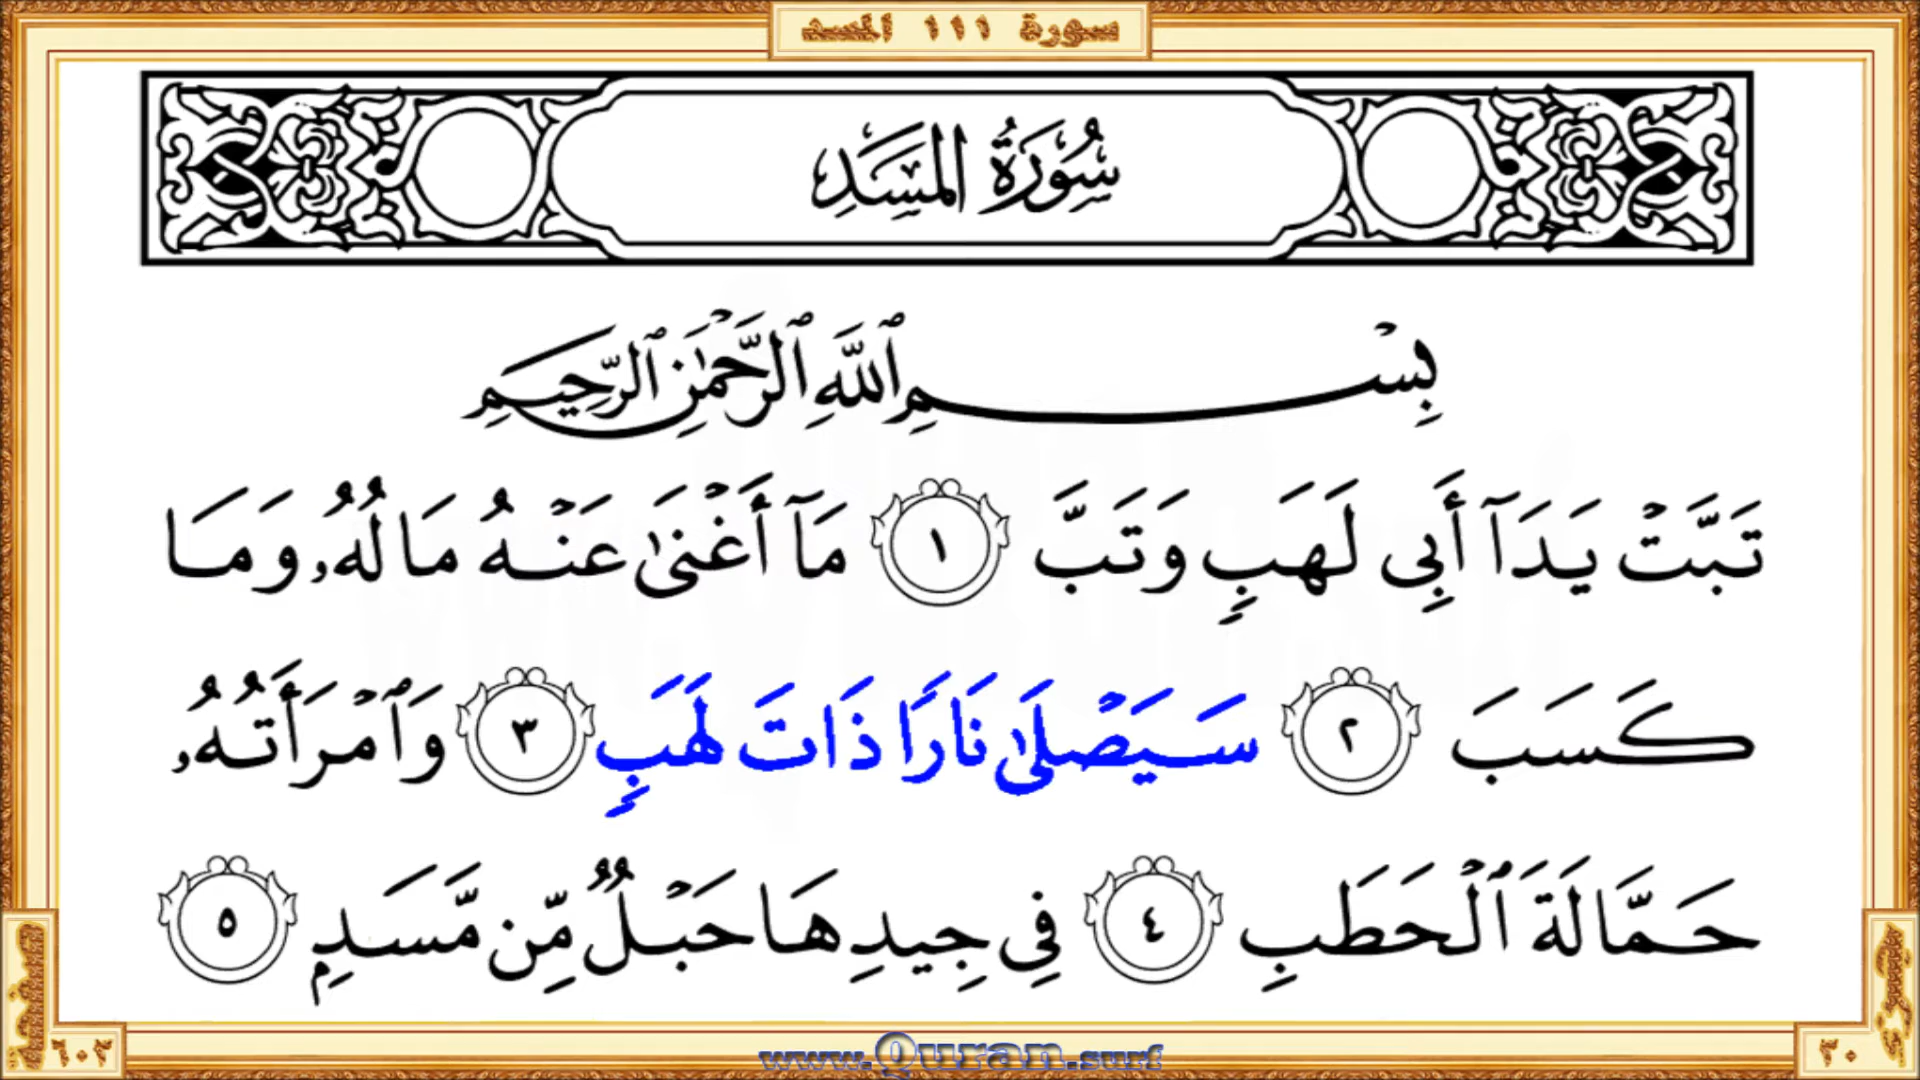 سورة ١١١ المسد
سُورَةُ المَسَدِ
بِسْمِ ٱللَّهِ ٱلرَّحْمَٰنِ ٱلرَّحِيمِ
تَبَّتْ يَدَآ أَبِى لَهَبٍ وَتَبَّ ١ مَآ أَغْنَىٰ عَنْهُ مَالُهُۥ وَمَا
كَسَبَ ٢ سَيَصْلَىٰ نَارًا ذَاتَ لَهَبٍ ٣ وَٱمْرَأَتُهُۥ
حَمَّالَةَ ٱلْحَطَبِ ٤ فِى جِيدِهَا حَبْلٌ مِّن مَّسَدٍۭ ٥
صفحة
٦٠٣
٣٠
www.Quran.surf